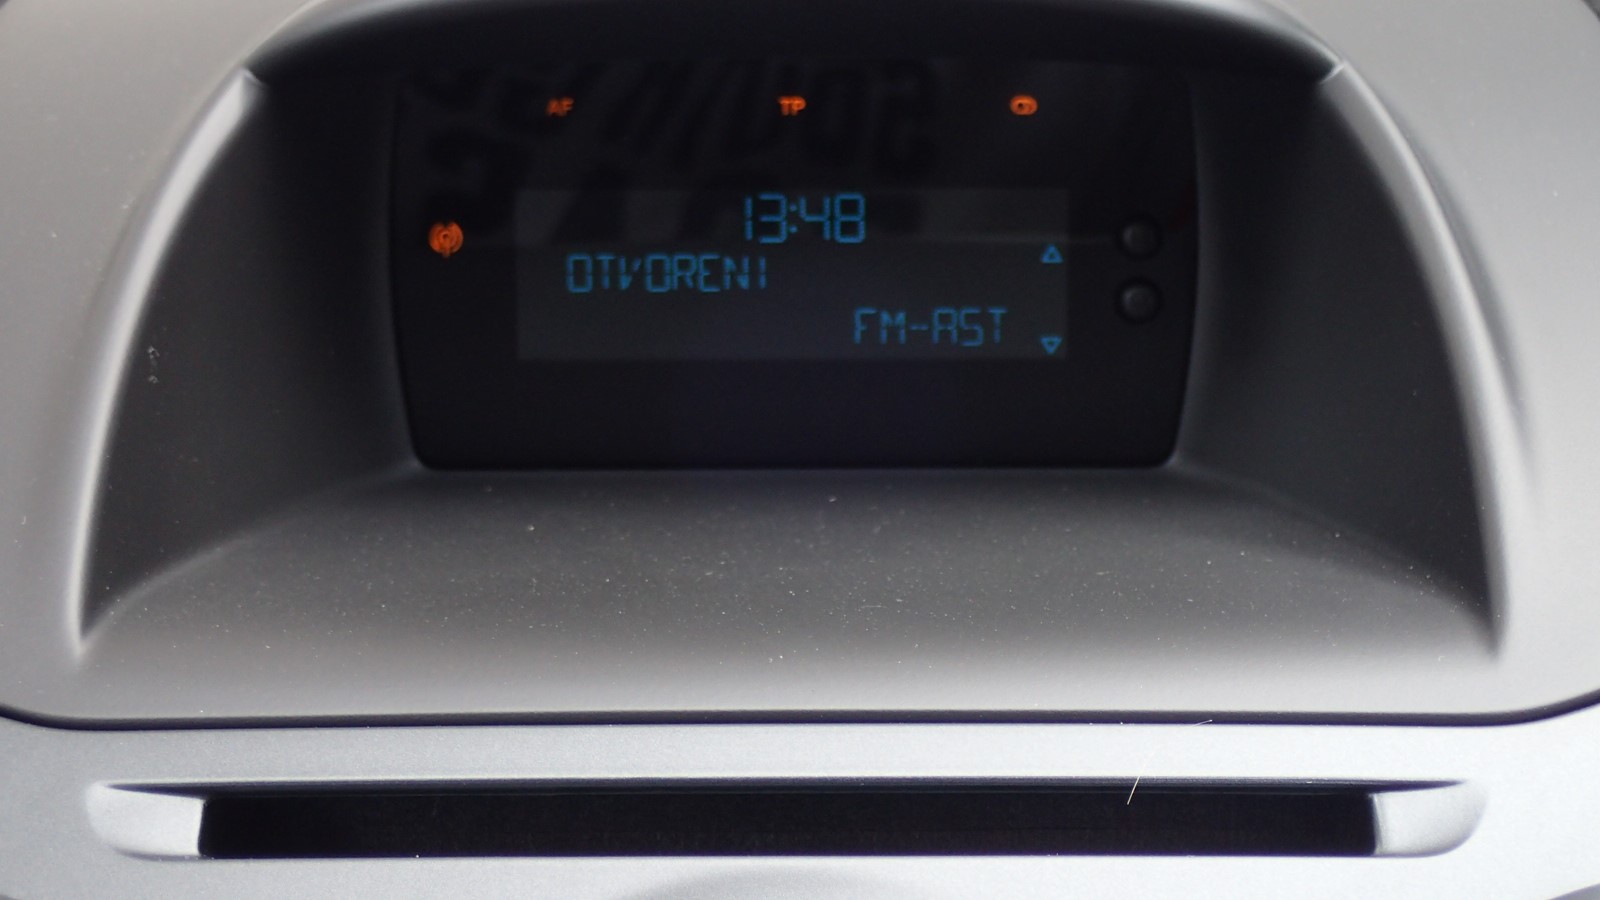 AF TP
13:48
OTVORENI
FM-AST